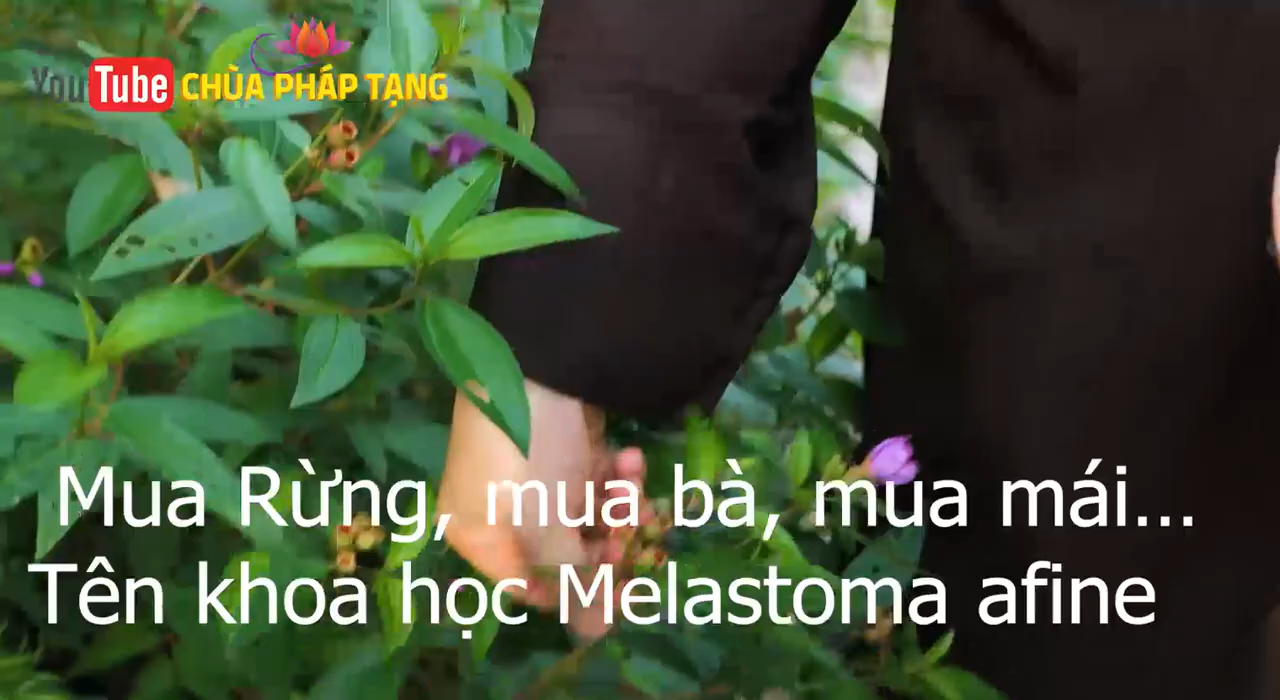 YouTube CHÙA PHÁP TẠNG
Mua Rừng, mua bà, mua mái...
Tên khoa học Melastoma afine